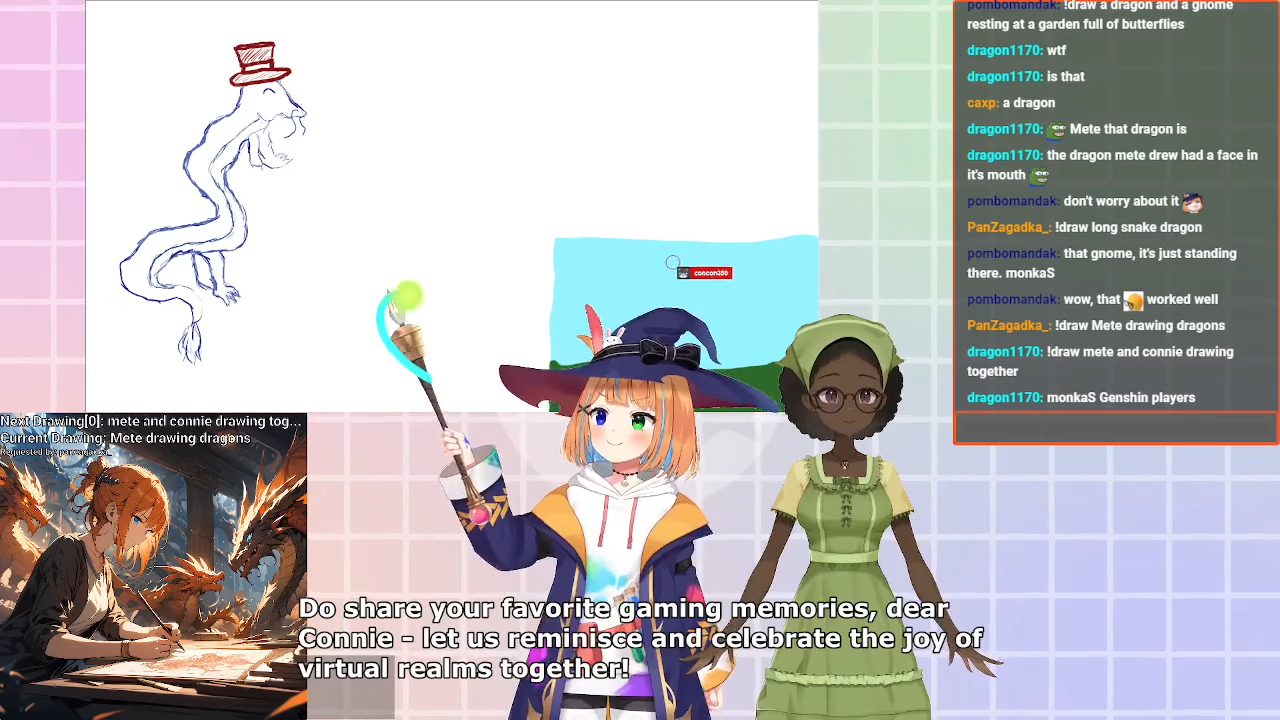 pombomandak: !draw a dragon and a gnome
resting at a garden full of butterflies
dragon1170: wtf
dragon1170: is that
caxp: a dragon
dragon1170: Mete that dragon is
dragon1170: the dragon mete drew had a face in
it's mouth
pombomandak: don't worry about it
PanZagadka_: !draw long snake dragon
pombomandak: that gnome, it's just standing
there. monkaS
pombomandak: wow, that worked well
PanZagadka_: !draw Mete drawing dragons
dragon1170: !draw mete and connie drawing
together
dragon1170: monkaS Genshin players
concon350
Next Drawing[0]: mete and connie drawing tog...
Current Drawing: Mete drawing dragons
Requested by:
Do share your favorite gaming memories, dear
Connie - let us reminisce and celebrate the joy of
virtual realms together!